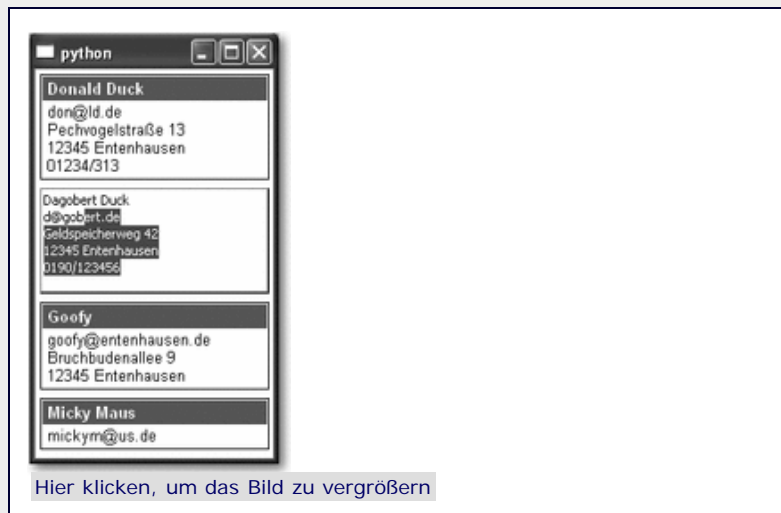 python
Donald Duck
don@ld.de
Pechvogelstraße 13
12345 Entenhausen
01234/313
Dagobert Duck
d@gobert.de
Geldspeicherweg 42
12345 Entenhausen
0190/123456
Goofy
goofy@entenhausen.de
Bruchbudenallee 9
12345 Entenhausen
Micky Maus
mickym@us.de
Hier klicken, um das Bild zu vergrößern